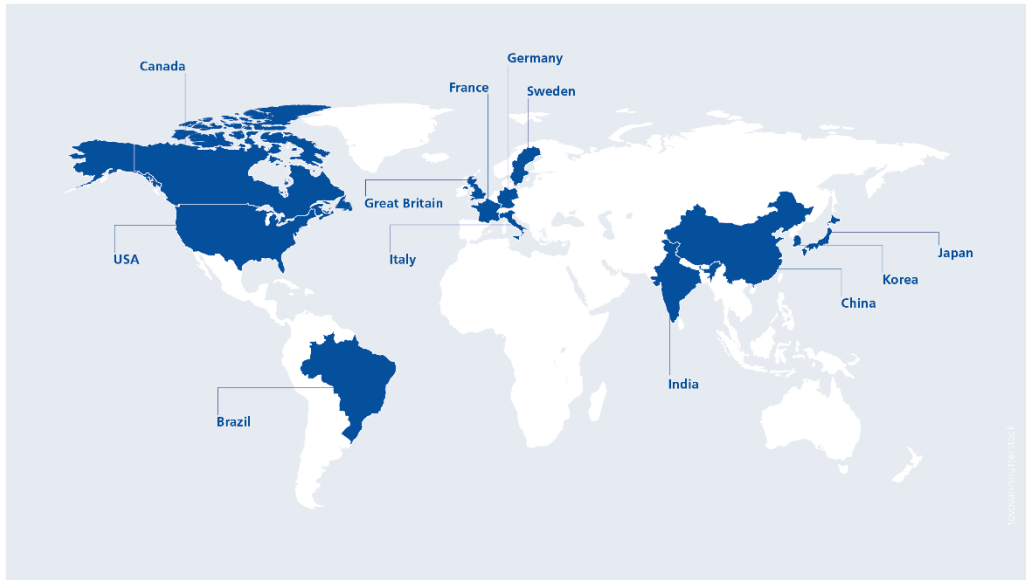 Germany
Canada
France
Sweden
Great Britain
USA
Italy
Japan
Korea
China
India
Brazil